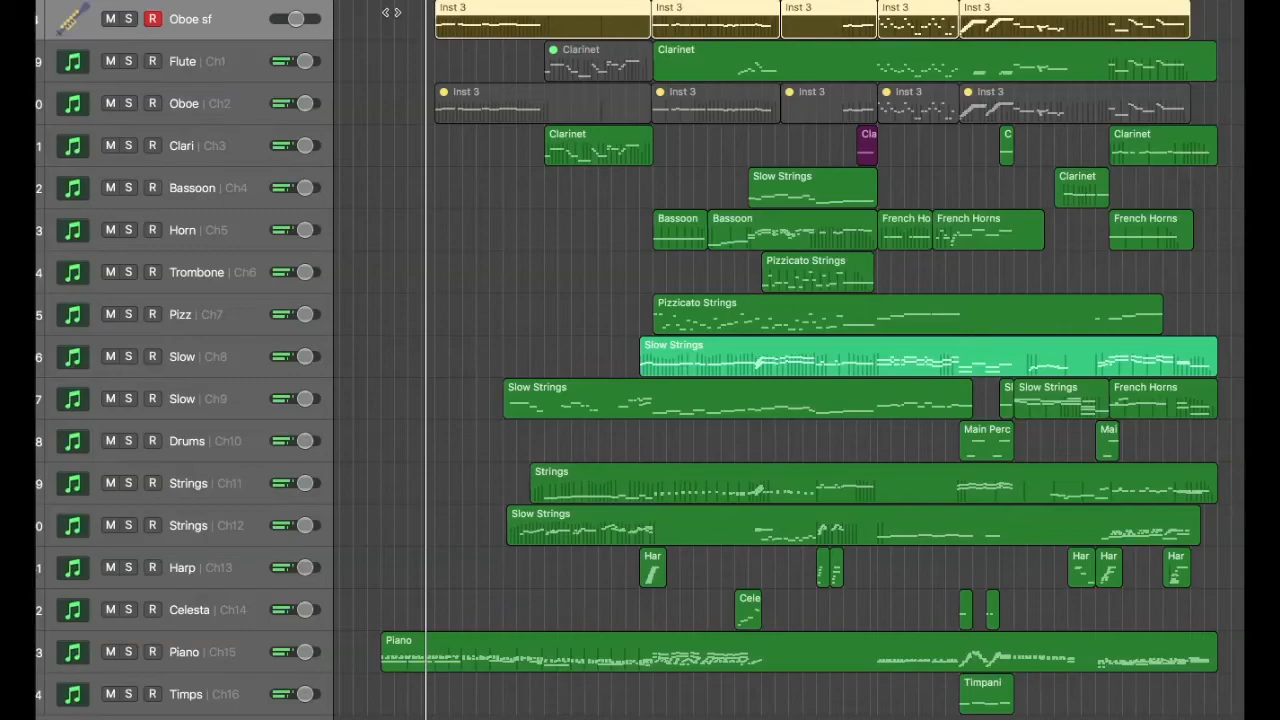 Inst 3 Inst 3 Inst 3 Inst 3 Inst 3
4 M S R Oboe sf
9 M S R Flute | Ch1 Clarinet Clarinet
0 M S R Oboe | Ch2 Inst 3 Inst 3 Inst 3 Inst 3 Inst 3
1 M S R Clari | Ch3 Clarinet Cla C Clarinet
2 M S R Bassoon | Ch4 Slow Strings Clarinet
3 M S R Horn | Ch5 Bassoon Bassoon French Ho French Horns French Horns
4 M S R Trombone | Ch6 Pizzicato Strings
5 M S R Pizz | Ch7 Pizzicato Strings
6 M S R Slow | Ch8 Slow Strings
7 M S R Slow | Ch9 Slow Strings Sl Slow Strings French Horns
8 M S R Drums | Ch10 Main Perc Mai
9 M S R Strings | Ch11 Strings
0 M S R Strings | Ch12 Slow Strings
1 M S R Harp | Ch13 Har Har Har Har
2 M S R Celesta | Ch14 Cele
3 M S R Piano | Ch15 Piano
4 M S R Timps | Ch16 Timpani